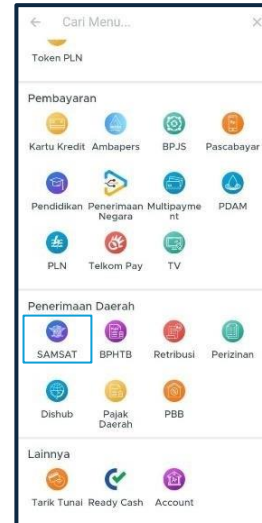 Cari Menu...
Token PLN
Pembayaran
Kartu Kredit Ambapers BPJS Pascabayar
Pendidikan Penerimaan Negara Multipayme
nt PDAM
PLN Telkom Pay TV
Penerimaan Daerah
SAMSAT BPHTB Retribusi Perizinan
Dishub Pajak Daerah PBB
Lainnya
Tarik Tunai Ready Cash Account